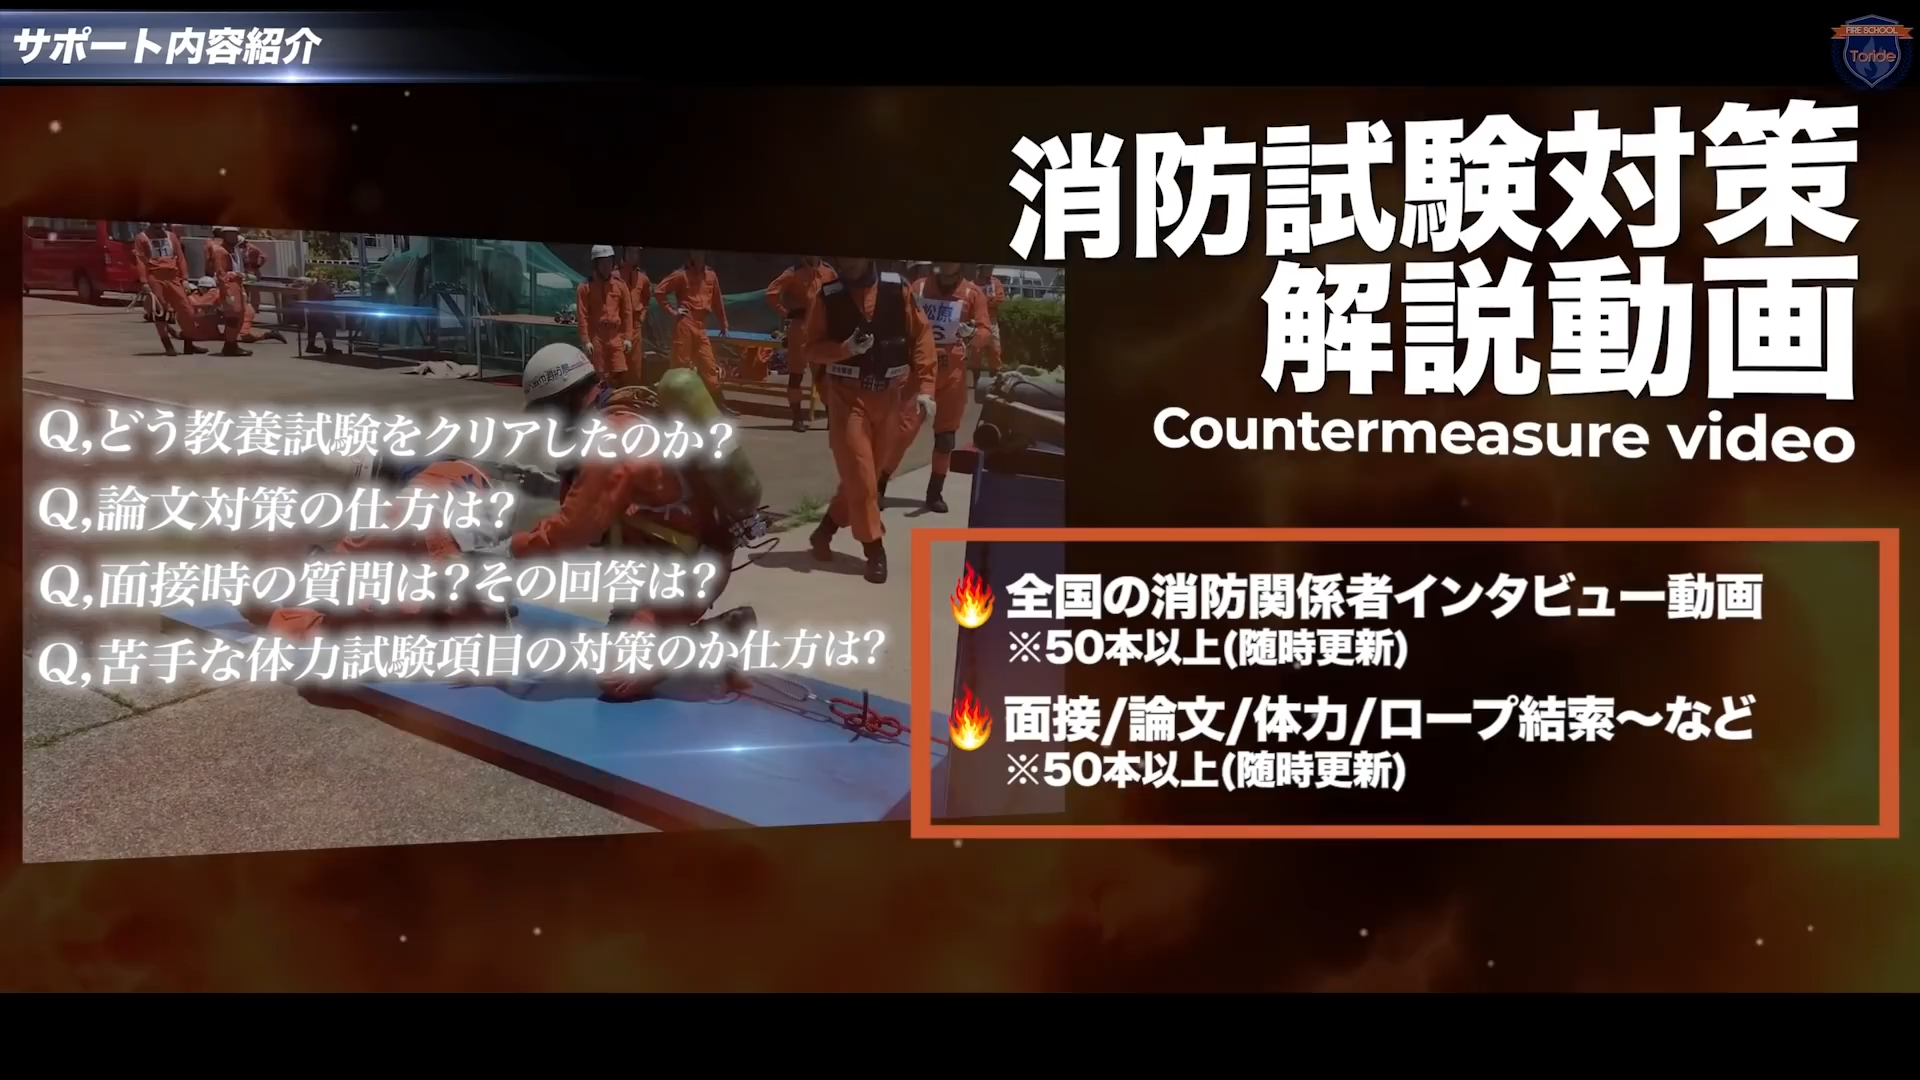 サポート内容紹介
FIRE SCHOOL
Toride
消防試験対策
解説動画
Countermeasure video
Q,どう教養試験をクリアしたのか?
Q,論文対策の仕方は?
Q,面接時の質問は?その回答は?
Q,苦手な体力試験項目の対策のか仕方は?
全国の消防関係者インタビュー動画
※50本以上(随時更新)
面接/論文/体力/ロープ結索〜など
※50本以上(随時更新)
松原